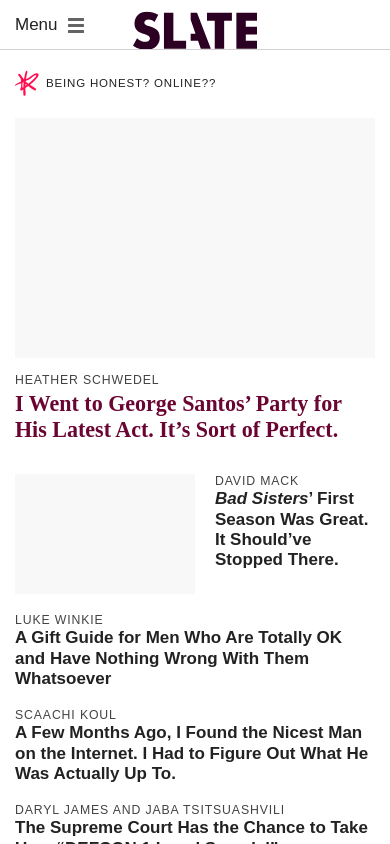 Menu
SLATE
BEING HONEST? ONLINE??
HEATHER SCHWEDEL
I Went to George Santos’ Party for
His Latest Act. It’s Sort of Perfect.
DAVID MACK
Bad Sisters’ First
Season Was Great.
It Should’ve
Stopped There.
LUKE WINKIE
A Gift Guide for Men Who Are Totally OK
and Have Nothing Wrong With Them
Whatsoever
SCAACHI KOUL
A Few Months Ago, I Found the Nicest Man
on the Internet. I Had to Figure Out What He
Was Actually Up To.
DARYL JAMES AND JABA TSITSUASHVILI
The Supreme Court Has the Chance to Take